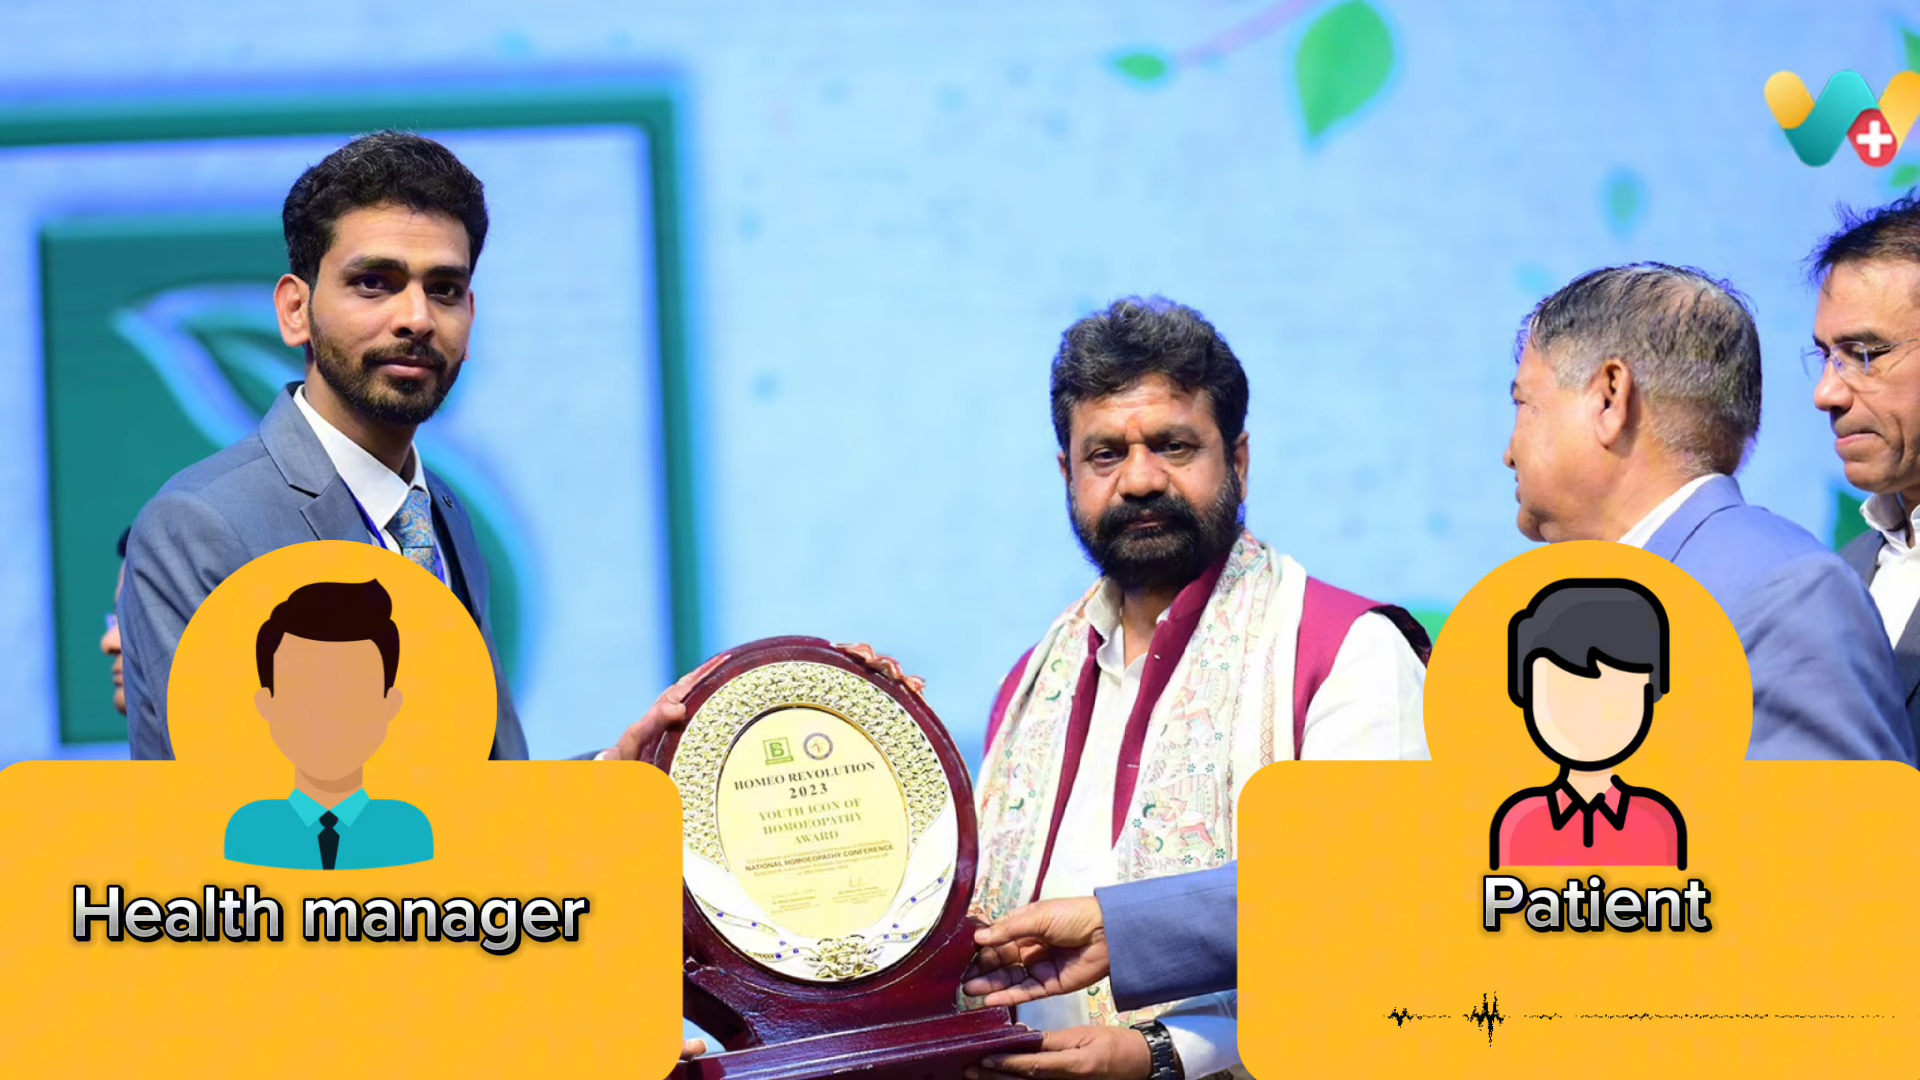 HOMEO REVOLUTION
2023
YOUTH ICON OF
HOMOEOPATHY
AWARD
NATIONAL HOMOEOPATHY CONFERENCE
Health manager
Patient